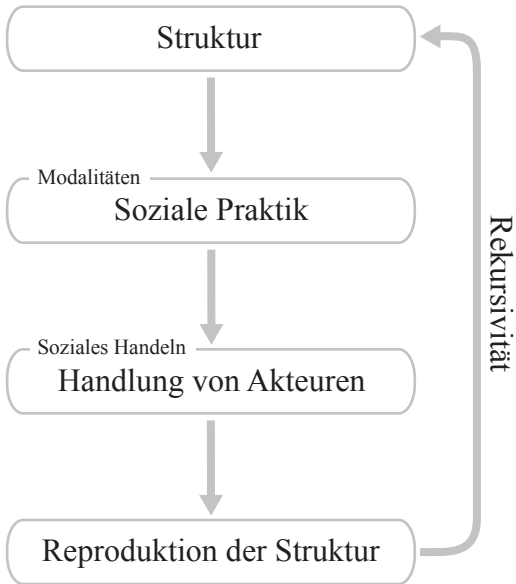 Struktur
Modalitäten
Soziale Praktik
Soziales Handeln
Handlung von Akteuren
Reproduktion der Struktur
Rekursivität